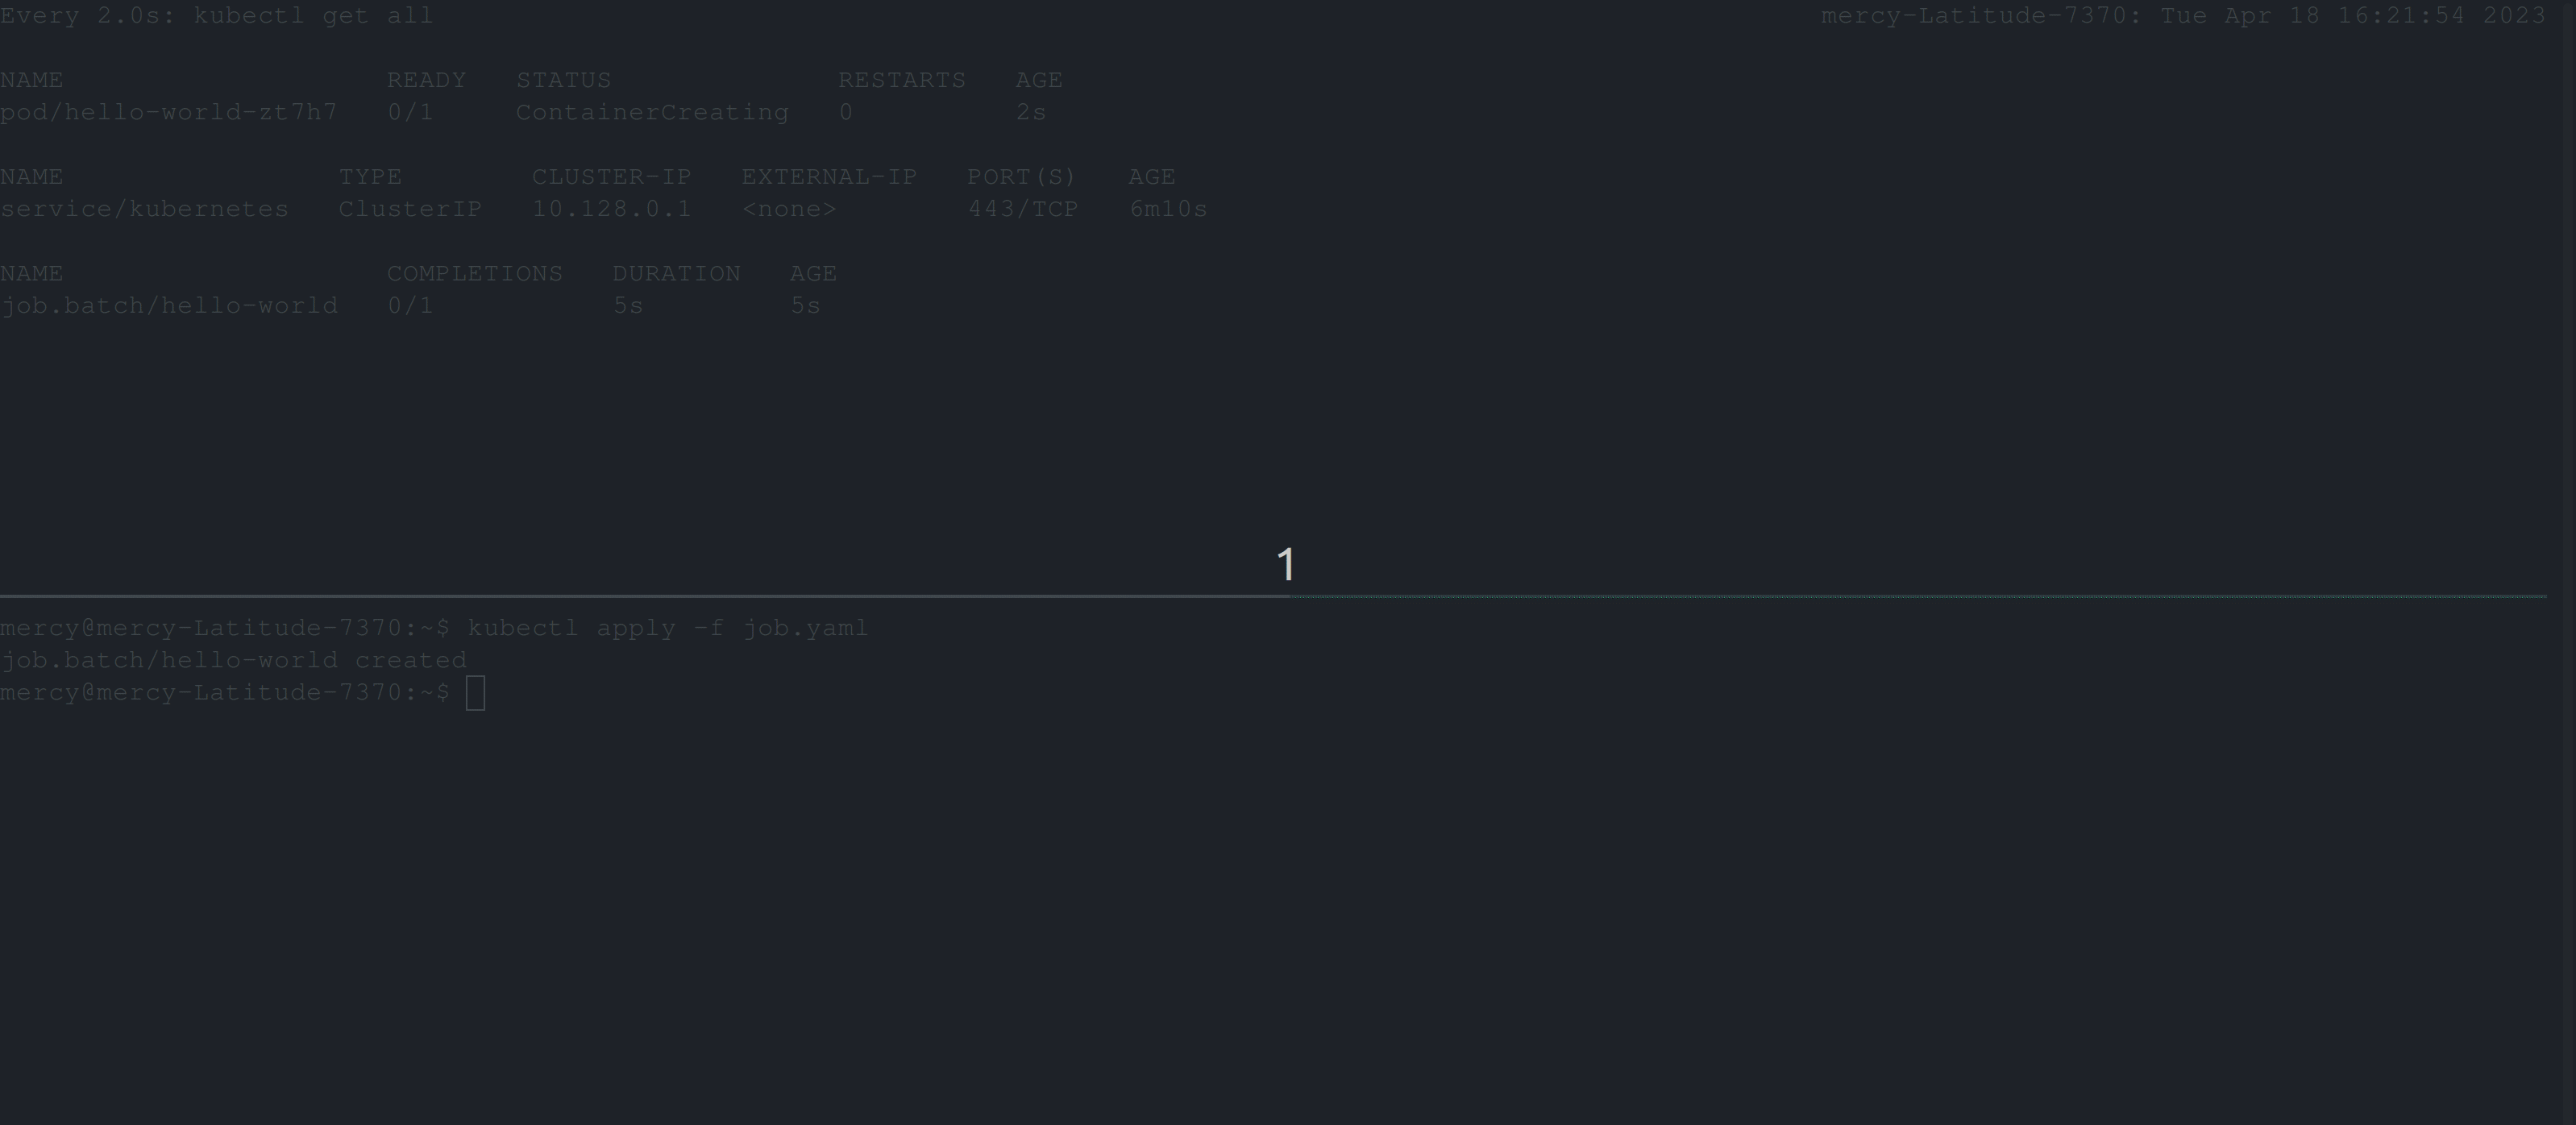 Every 2.0s: kubectl get all mercy-Latitude-7370: Tue Apr 18 16:21:54 2023
NAME READY STATUS RESTARTS AGE
pod/hello-world-zt7h7 0/1 ContainerCreating 0 2s
NAME TYPE CLUSTER-IP EXTERNAL-IP PORT(S) AGE
service/kubernetes ClusterIP 10.128.0.1 <none> 443/TCP 6m10s
NAME COMPLETIONS DURATION AGE
job.batch/hello-world 0/1 5s 5s
1
mercy@mercy-Latitude-7370:~$ kubectl apply -f job.yaml
job.batch/hello-world created
mercy@mercy-Latitude-7370:~$